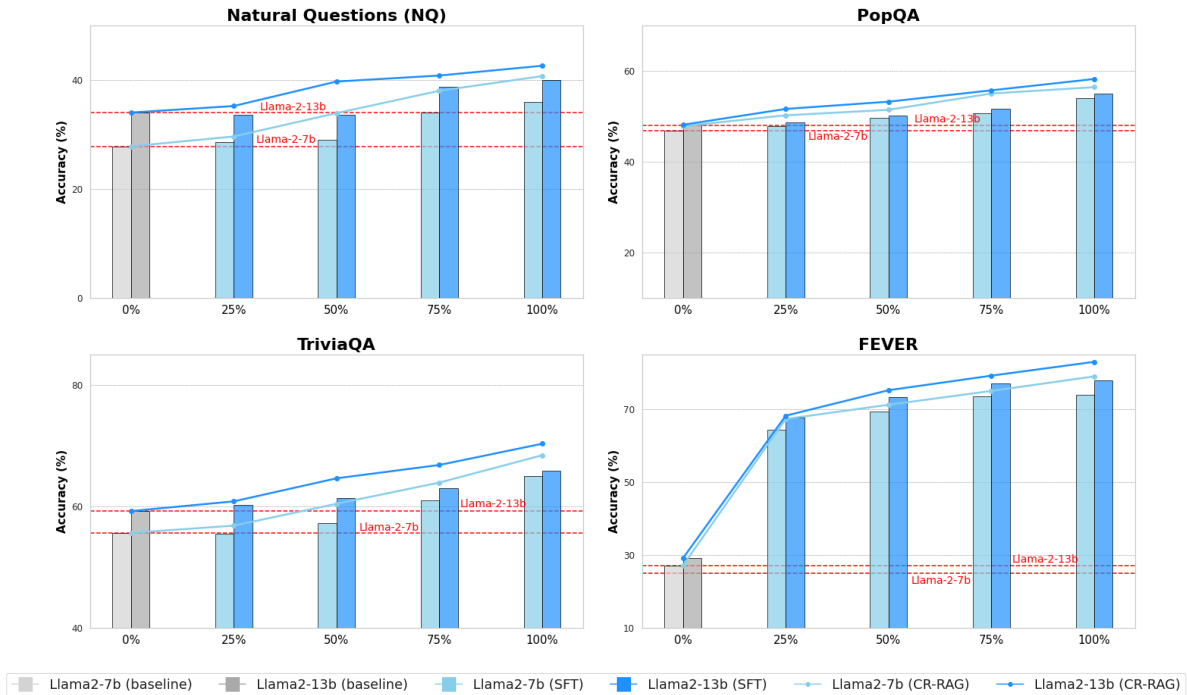 Natural Questions (NQ)
Accuracy (%)
40
20
0
Llama-2-13b
Llama-2-7b
0% 25% 50% 75% 100%
PopQA
Accuracy (%)
60
40
20
Llama-2-13b
Llama-2-7b
0% 25% 50% 75% 100%
TriviaQA
Accuracy (%)
80
60
40
Llama-2-13b
Llama-2-7b
0% 25% 50% 75% 100%
FEVER
Accuracy (%)
70
50
30
10
Llama-2-13b
Llama-2-7b
0% 25% 50% 75% 100%
Llama2-7b (baseline) Llama2-13b (baseline) Llama2-7b (SFT) Llama2-13b (SFT) Llama2-7b (CR-RAG) Llama2-13b (CR-RAG)